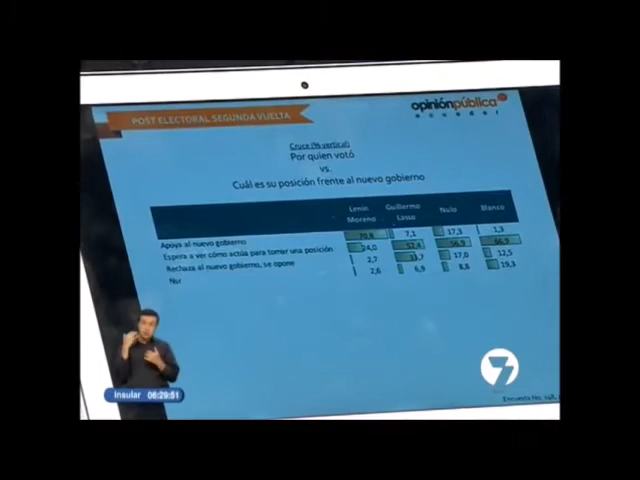 POST ELECTORAL SEGUNDA VUELTA
opiniónpública
ecuador
Cruce (% vertical)
Por quien votó
vs.
Cuál es su posición frente al nuevo gobierno
Lenin Moreno Guillermo Lasso Nulo Blanco
Apoya al nuevo gobierno 70,8 7,1 17,3 1,3
Espera a ver cómo actúa para tomar una posición 24,0 52,4 56,9 66,9
Rechaza al nuevo gobierno, se opone 2,7 33,7 17,0 12,5
Nsr 2,6 6,9 8,8 19,3
7
Insular 06:29:51
Encuesta No.